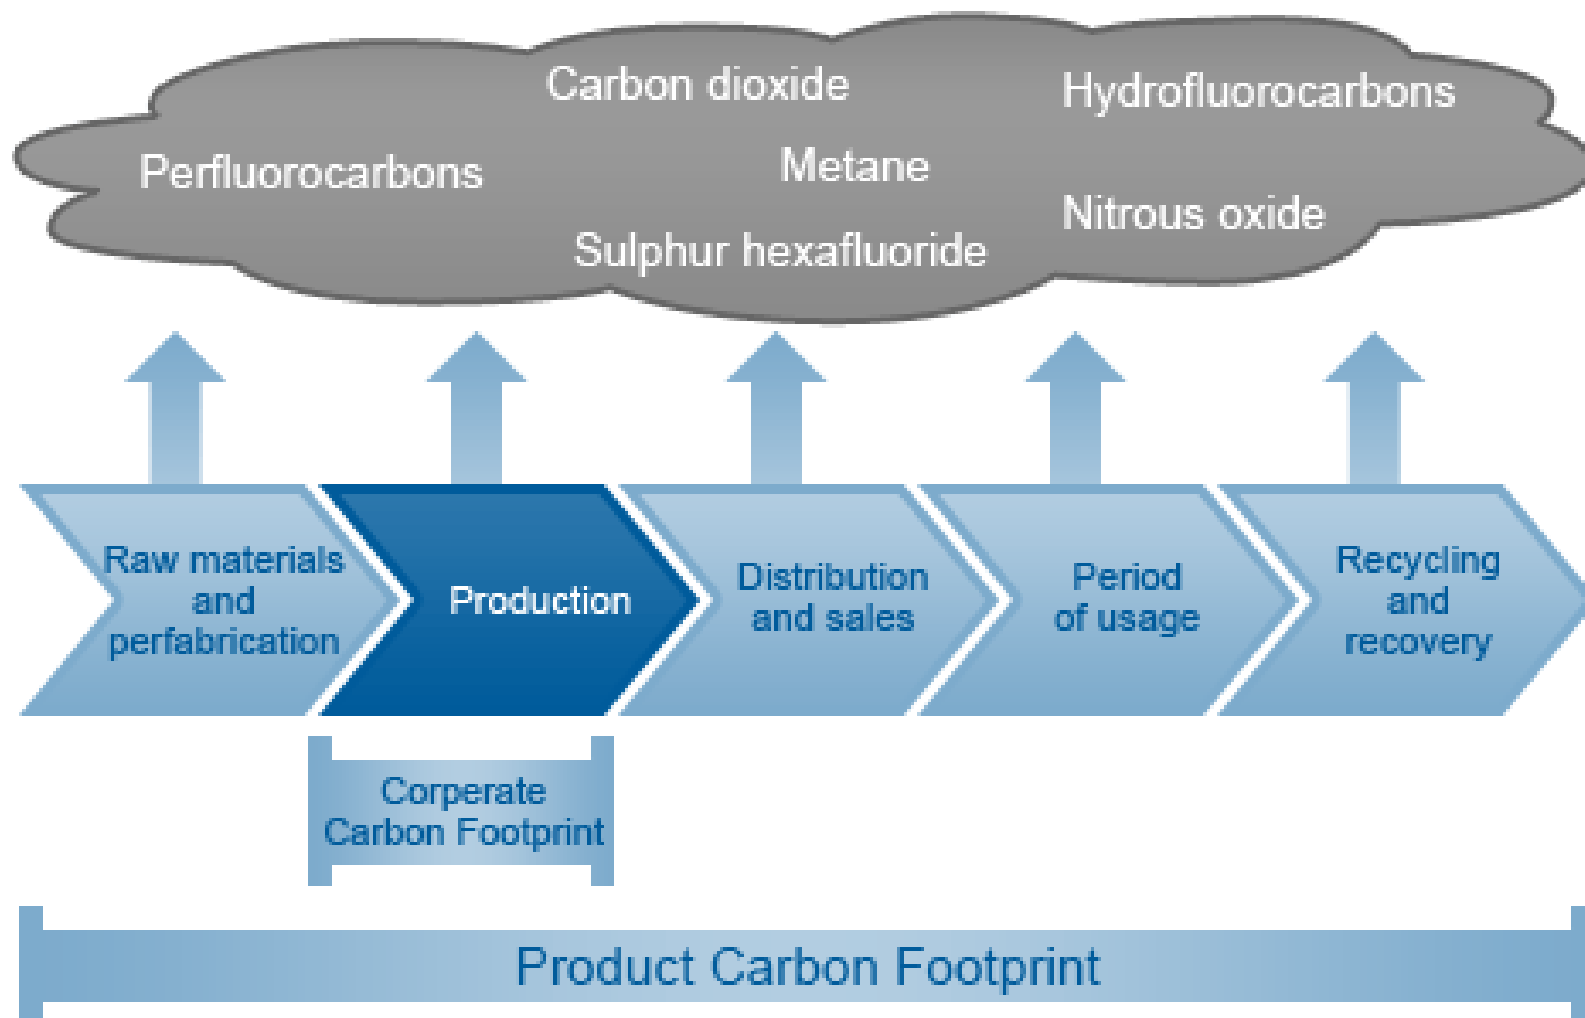 Carbon dioxide
Hydrofluorocarbons
Perfluorocarbons
Metane
Nitrous oxide
Sulphur hexafluoride
Raw materials
and
perfabrication
Production
Distribution
and sales
Period
of usage
Recycling
and
recovery
Corperate
Carbon Footprint
Product Carbon Footprint